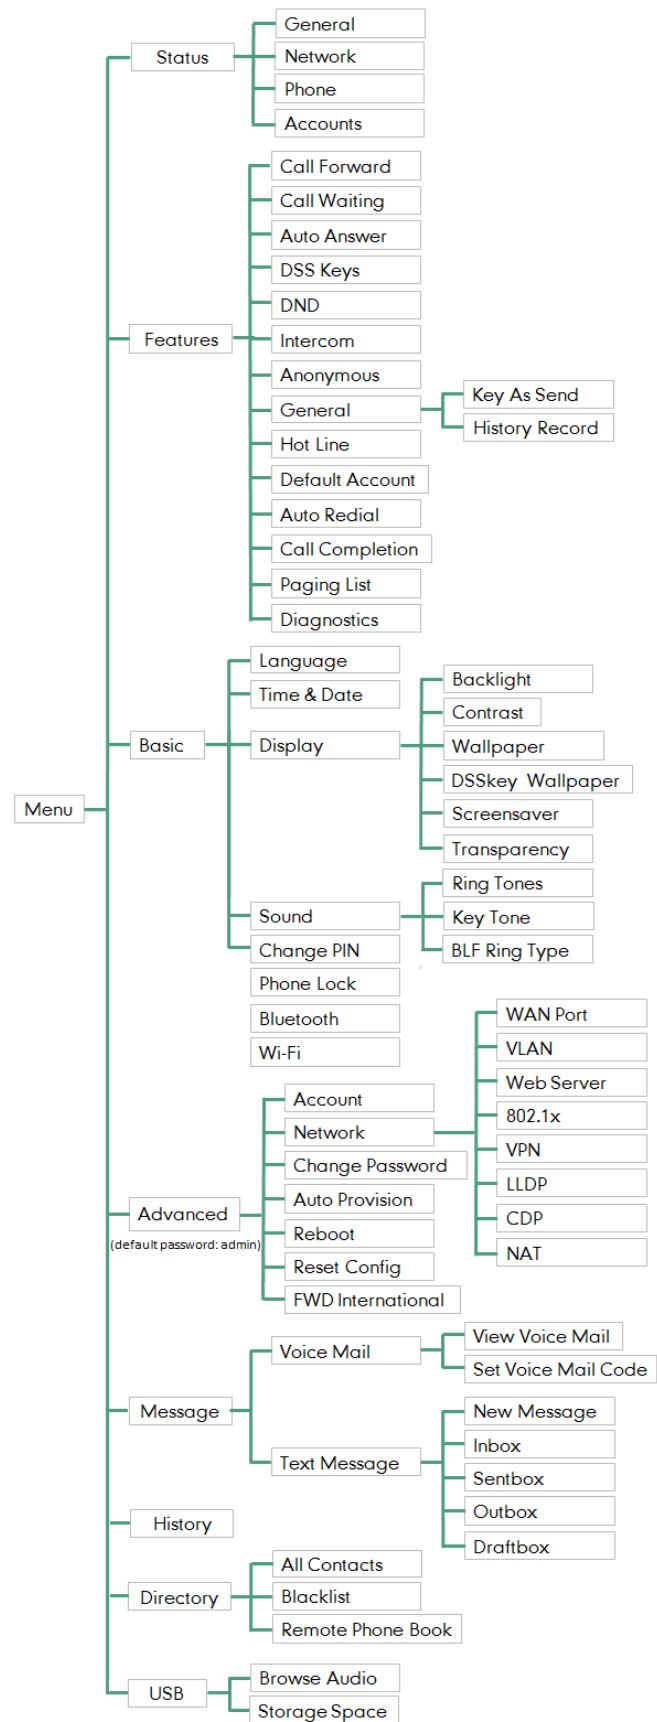 Menu
Status
General
Network
Phone
Accounts
Features
Call Forward
Call Waiting
Auto Answer
DSS Keys
DND
Intercom
Anonymous
General
Key As Send
History Record
Hot Line
Default Account
Auto Redial
Call Completion
Paging List
Diagnostics
Basic
Language
Time & Date
Display
Backlight
Contrast
Wallpaper
DSSkey Wallpaper
Screensaver
Transparency
Sound
Ring Tones
Key Tone
BLF Ring Type
Change PIN
Phone Lock
Bluetooth
Wi-Fi
Advanced
(default password: admin)
Account
Network
WAN Port
VLAN
Web Server
802.1x
VPN
LLDP
CDP
NAT
Change Password
Auto Provision
Reboot
Reset Config
FWD International
Message
Voice Mail
View Voice Mail
Set Voice Mail Code
Text Message
New Message
Inbox
Sentbox
Outbox
Draftbox
History
Directory
All Contacts
Blacklist
Remote Phone Book
USB
Browse Audio
Storage Space